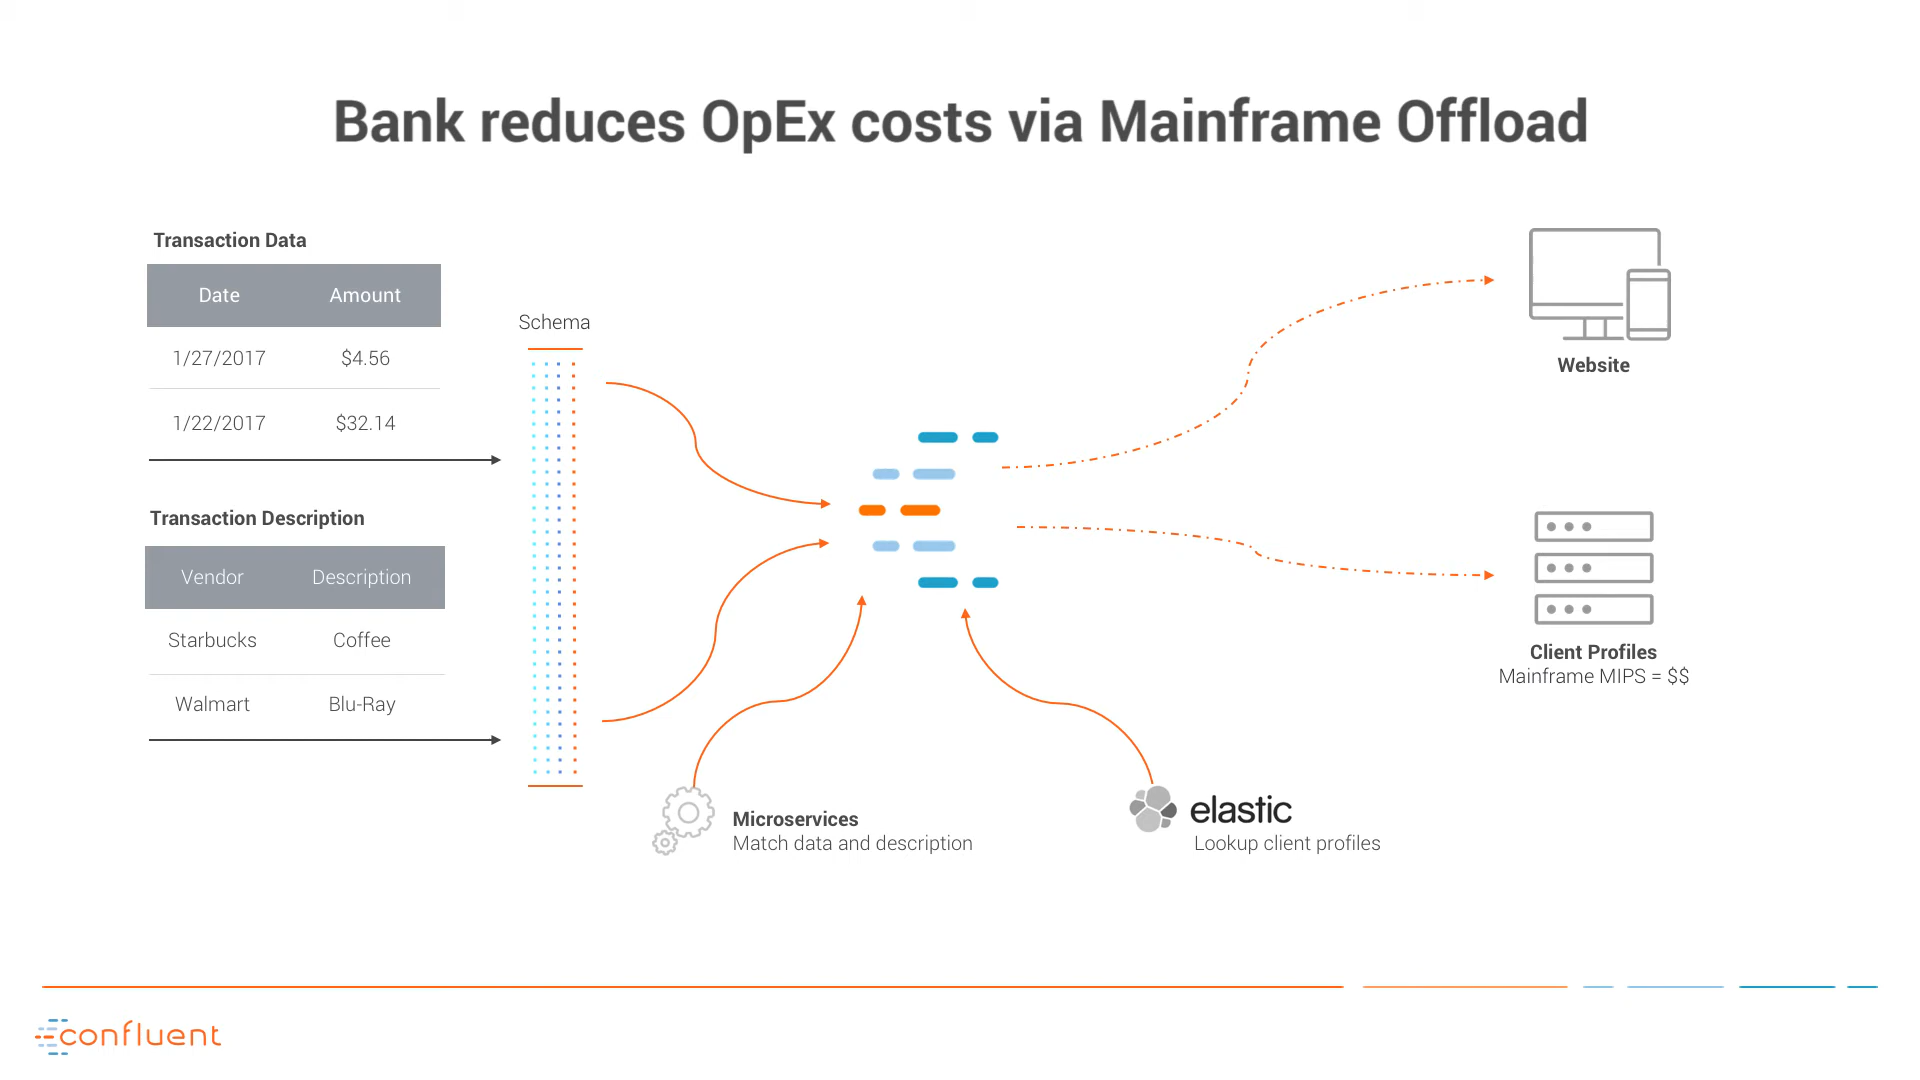 Bank reduces OpEx costs via Mainframe Offload
Transaction Data
Date Amount
1/27/2017 $4.56
1/22/2017 $32.14
Transaction Description
Vendor Description
Starbucks Coffee
Walmart Blu-Ray
Schema
Microservices
Match data and description
elastic
Lookup client profiles
Website
Client Profiles
Mainframe MIPS = $$
confluent